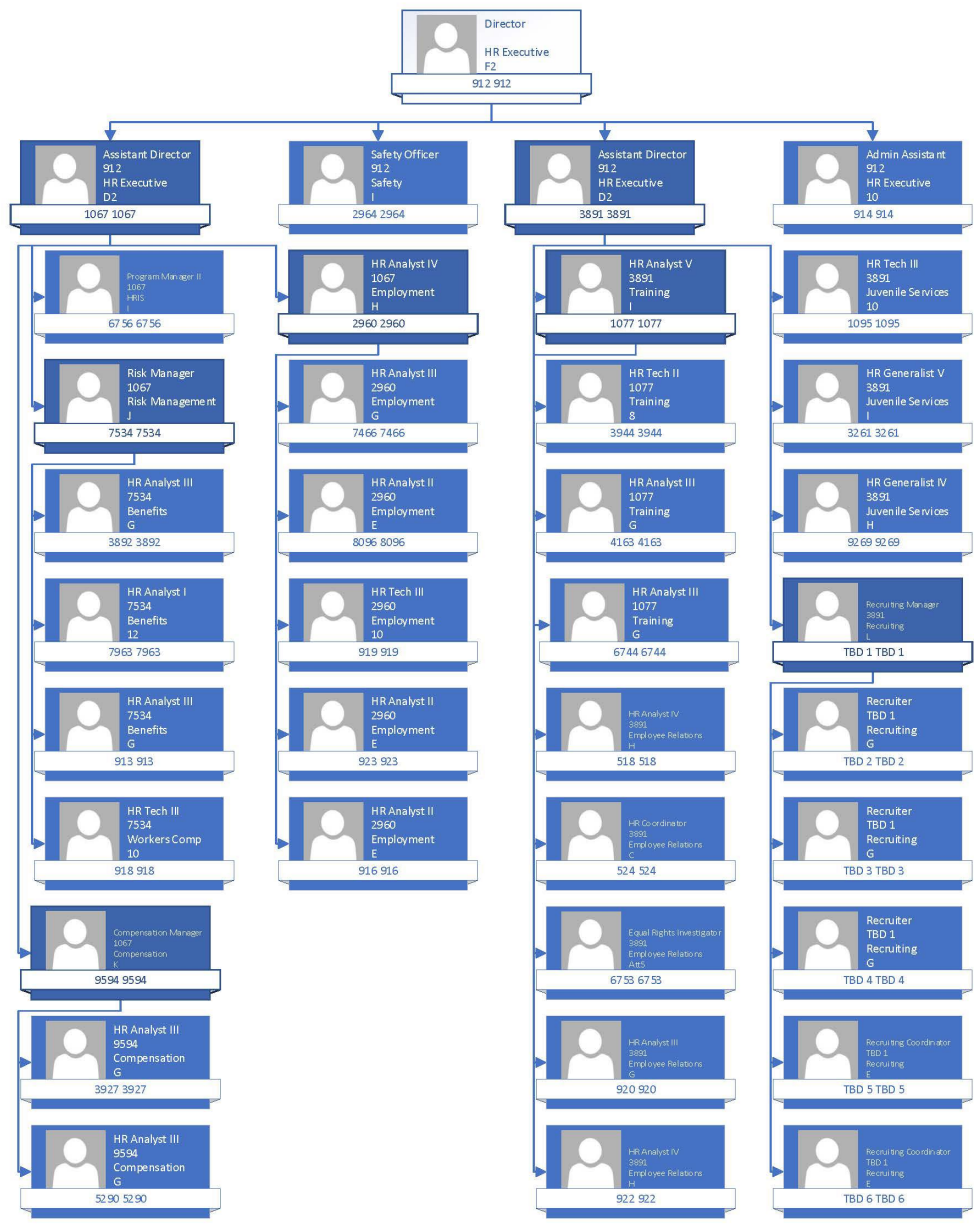 Director
HR Executive
F2
912 912
Assistant Director
912
HR Executive
D2
1067 1067
Safety Officer
912
Safety
I
2964 2964
Assistant Director
912
HR Executive
D2
3891 3891
Admin Assistant
912
HR Executive
10
914 914
Program Manager II
1067
HRIS
I
6756 6756
Risk Manager
1067
Risk Management
J
7534 7534
HR Analyst III
7534
Benefits
G
3892 3892
HR Analyst I
7534
Benefits
12
7963 7963
HR Analyst III
7534
Benefits
G
913 913
HR Tech III
7534
Workers Comp
10
918 918
Compensation Manager
1067
Compensation
K
9594 9594
HR Analyst III
9594
Compensation
G
3927 3927
HR Analyst III
9594
Compensation
G
5290 5290
HR Analyst IV
1067
Employment
H
2960 2960
HR Analyst III
2960
Employment
G
7466 7466
HR Analyst II
2960
Employment
E
8096 8096
HR Tech III
2960
Employment
10
919 919
HR Analyst II
2960
Employment
E
923 923
HR Analyst II
2960
Employment
E
916 916
HR Analyst V
3891
Training
I
1077 1077
HR Tech II
1077
Training
8
3944 3944
HR Analyst III
1077
Training
G
4163 4163
HR Analyst III
1077
Training
G
6744 6744
HR Analyst IV
3891
Employee Relations
H
518 518
HR Coordinator
3891
Employee Relations
C
524 524
Equal Rights Investigator
3891
Employee Relations
Att5
6753 6753
HR Analyst III
3891
Employee Relations
G
920 920
HR Analyst IV
3891
Employee Relations
H
922 922
HR Tech III
3891
Juvenile Services
10
1095 1095
HR Generalist V
3891
Juvenile Services
I
3261 3261
HR Generalist IV
3891
Juvenile Services
H
9269 9269
Recruiting Manager
3891
Recruiting
L
TBD 1 TBD 1
Recruiter
TBD 1
Recruiting
G
TBD 2 TBD 2
Recruiter
TBD 1
Recruiting
G
TBD 3 TBD 3
Recruiter
TBD 1
Recruiting
G
TBD 4 TBD 4
Recruiting Coordinator
TBD 1
Recruiting
E
TBD 5 TBD 5
Recruiting Coordinator
TBD 1
Recruiting
E
TBD 6 TBD 6